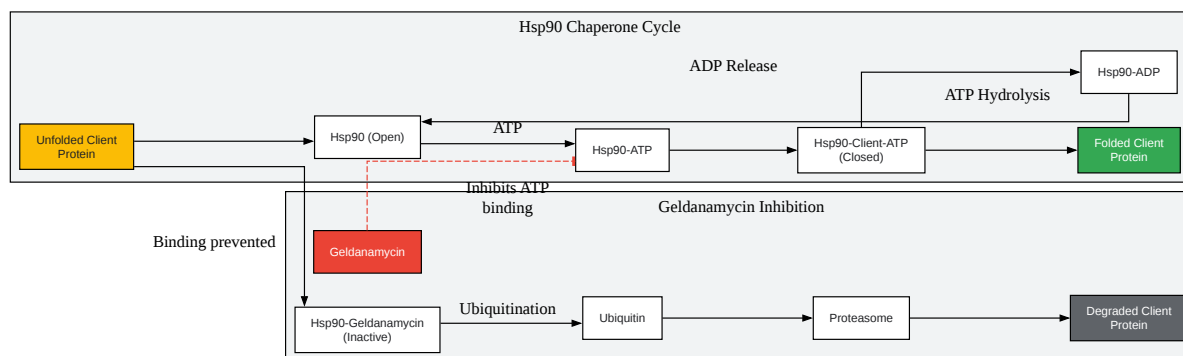 Hsp90 Chaperone Cycle
ADP Release
Hsp90-ADP
ATP Hydrolysis
Unfolded Client
Protein
Hsp90 (Open)
ATP
Hsp90-ATP
Hsp90-Client-ATP
(Closed)
Folded Client
Protein
Inhibits ATP
binding
Geldanamycin Inhibition
Binding prevented
Geldanamycin
Hsp90-Geldanamycin
(Inactive)
Ubiquitination
Ubiquitin
Proteasome
Degraded Client
Protein